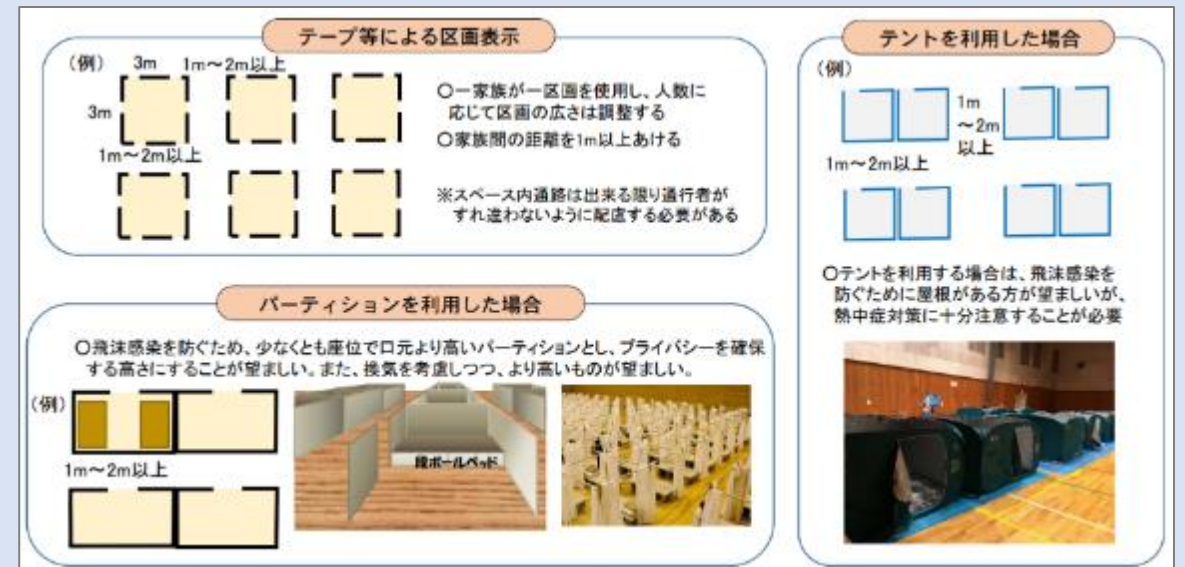 テープ等による区画表示
(例) 3m 1m~2m以上
3m
1m~2m以上
○一家族が一区画を使用し、人数に
応じて区画の広さは調整する
○家族間の距離を1m以上あける
※スペース内通路は出来る限り通行者が
すれ違わないように配慮する必要がある
パーティションを利用した場合
○飛沫感染を防ぐため、少なくとも座位で口元より高いパーティションとし、プライバシーを確保
する高さにすることが望ましい。また、換気を考慮しつつ、より高いものが望ましい。
(例)
1m~2m以上
段ボールベッド
テントを利用した場合
(例)
1m
~2m
以上
1m~2m以上
○テントを利用する場合は、飛沫感染を
防ぐために屋根がある方が望ましいが、
熱中症対策に十分注意することが必要